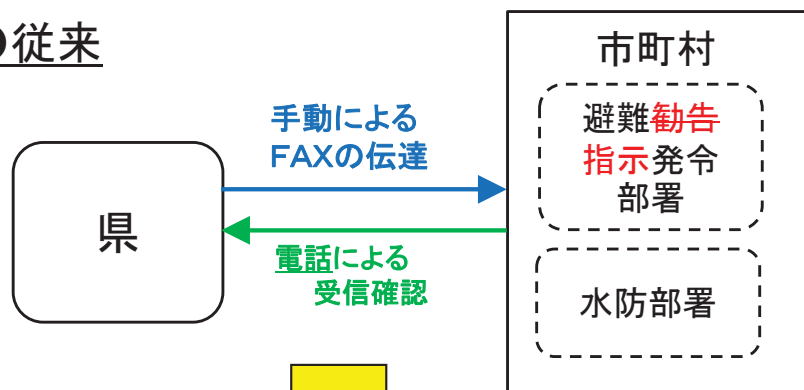 ●従来
市町村
手動による
FAXの伝達
避難勧告
指示発令
部署
県
電話による
受信確認
水防部署